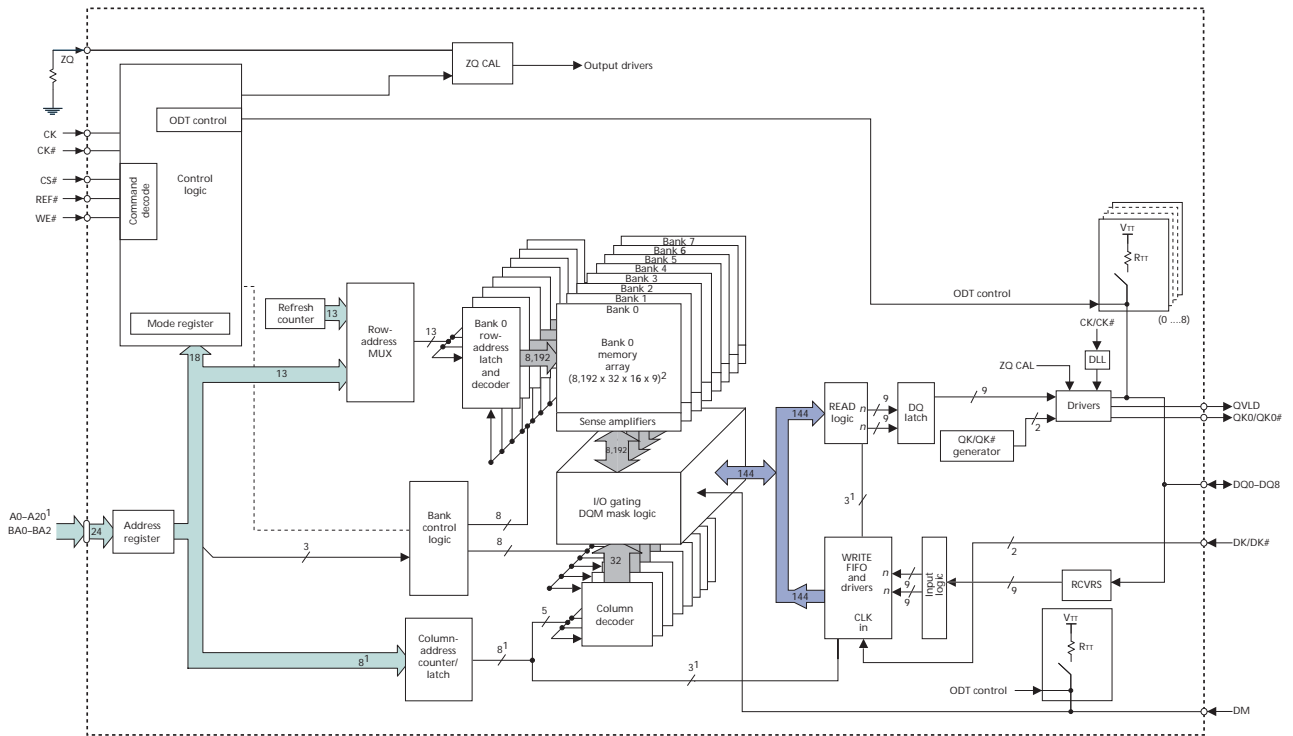 ZQ
ZQ CAL
Output drivers
ODT control
CK
CK#
CS#
REF#
WE#
Command
decode
Control
logic
Mode register
18
Refresh
counter
13
Row-
address
MUX
13
13
Bank 0
row-
address
latch
and
decoder
8,192
Bank 7
Bank 6
Bank 5
Bank 4
Bank 3
Bank 2
Bank 1
Bank 0
Bank 0
memory
array
(8,192 x 32 x 16 x 9)²
Sense amplifiers
8,192
I/O gating
DQM mask logic
32
Column
decoder
5
A0–A20¹
BA0–BA2
24
Address
register
3
Bank
control
logic
8
8
8¹
Column-
address
counter/
latch
8¹
3¹
144
144
144
READ
logic
n
9
n
9
DQ
latch
9
QK/QK#
generator
2
3¹
WRITE
FIFO
and
drivers
CLK
in
n
9
n
9
Input
logic
9
RCVRS
2
ODT control
VTT
RTT
(0 ....8)
CK/CK#
DLL
ZQ CAL
Drivers
QVLD
QK0/QK0#
DQ0–DQ8
DK/DK#
VTT
RTT
ODT control
DM